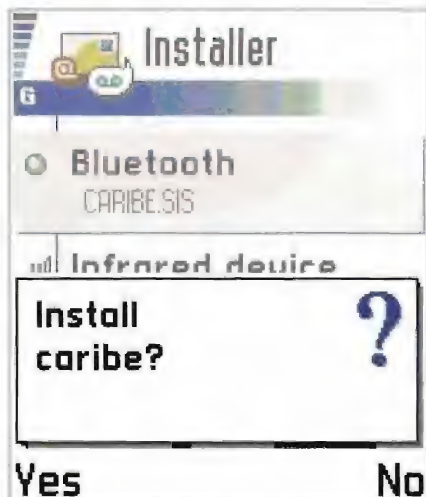 Installer
G
Bluetooth
CARIBE.SIS
Infrared device
Install
caribe?
?
Yes No